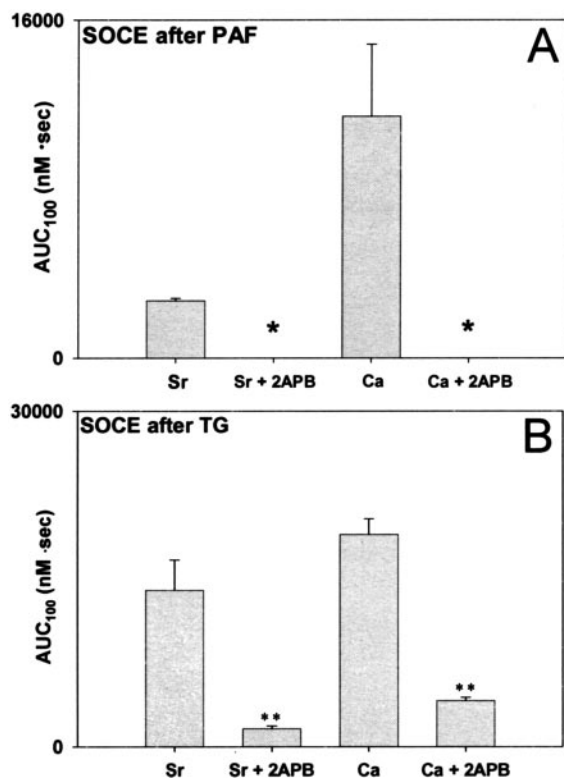 16000
SOCE after PAF
A
AUC100 (nM ·sec)
*
*
0
Sr
Sr + 2APB
Ca
Ca + 2APB
30000
SOCE after TG
B
AUC100 (nM ·sec)
**
**
0
Sr
Sr + 2APB
Ca
Ca + 2APB